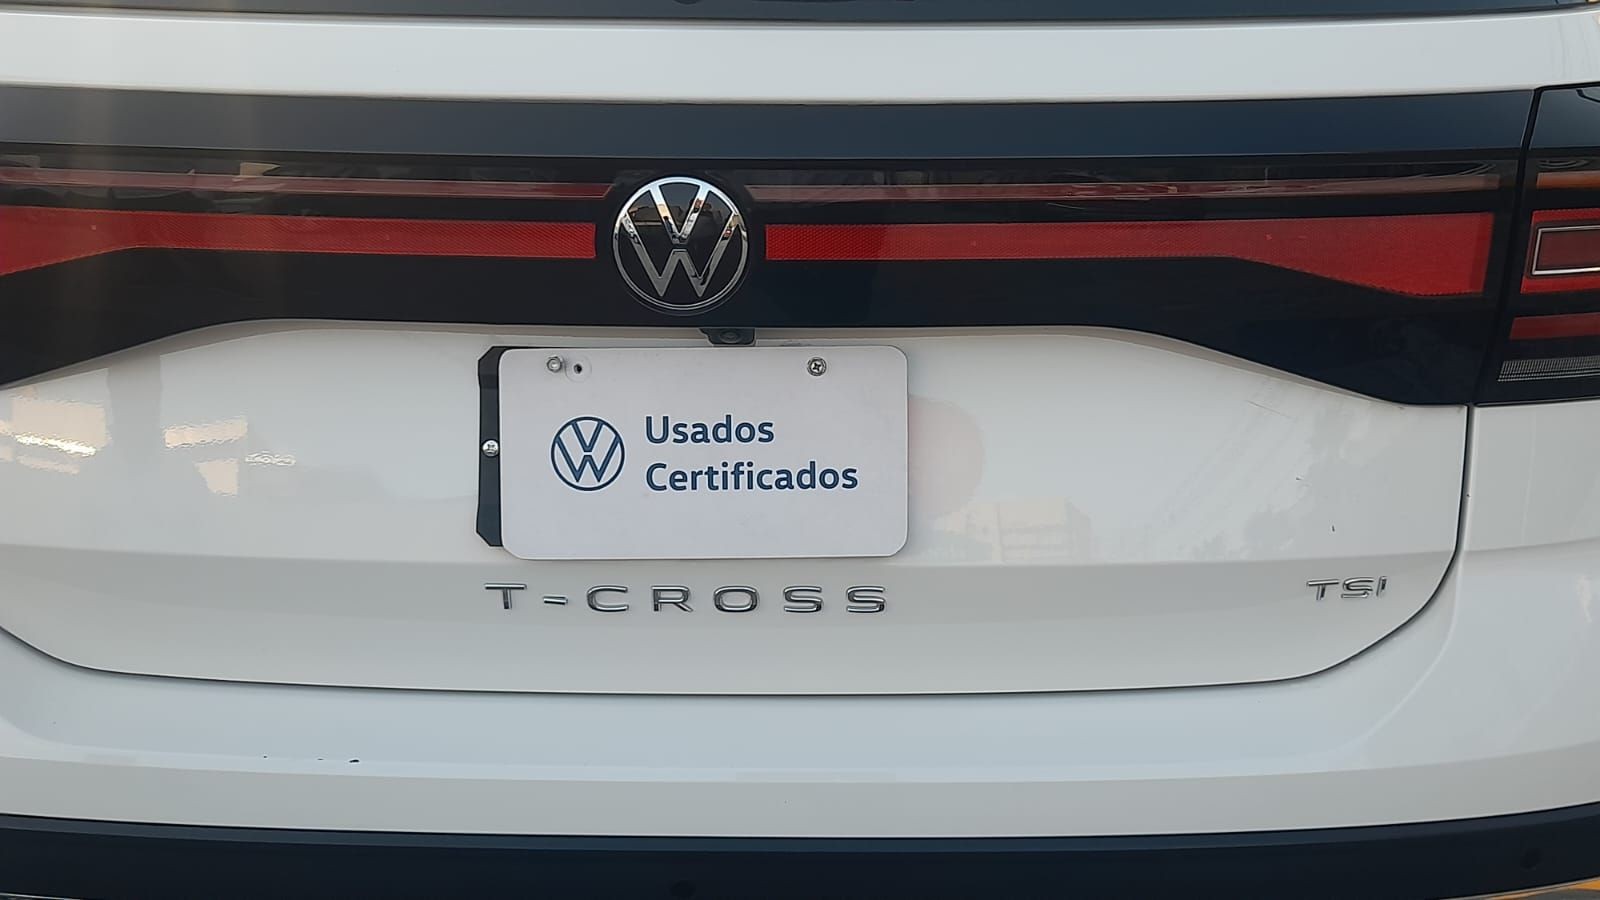 Usados
Certificados
T-CROSS
TSI